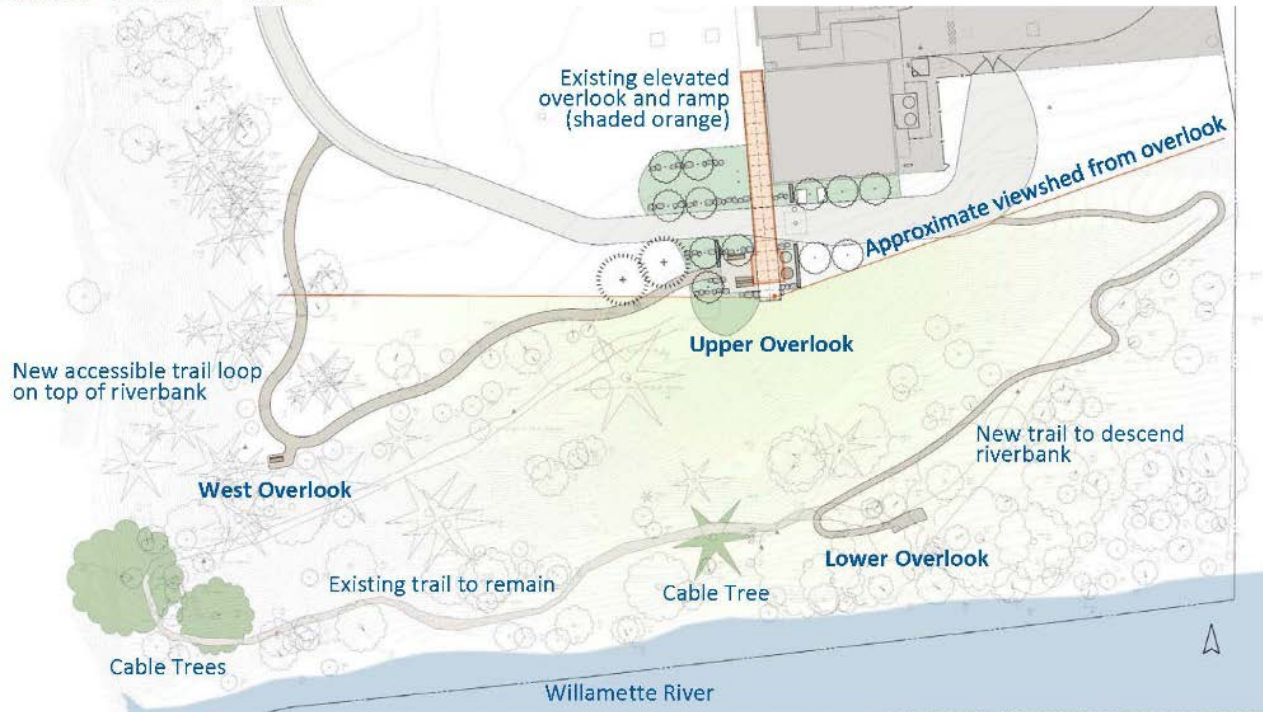 Existing elevated
overlook and ramp
(shaded orange)
Approximate viewshed from overlook
Upper Overlook
New accessible trail loop
on top of riverbank
West Overlook
New trail to descend
riverbank
Lower Overlook
Existing trail to remain
Cable Tree
Cable Trees
Willamette River